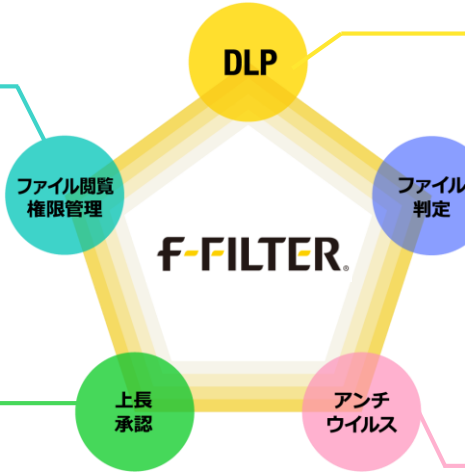 DLP
ファイル閲覧
権限管理
ファイル
判定
F-FILTER®
上長
承認
アンチ
ウイルス